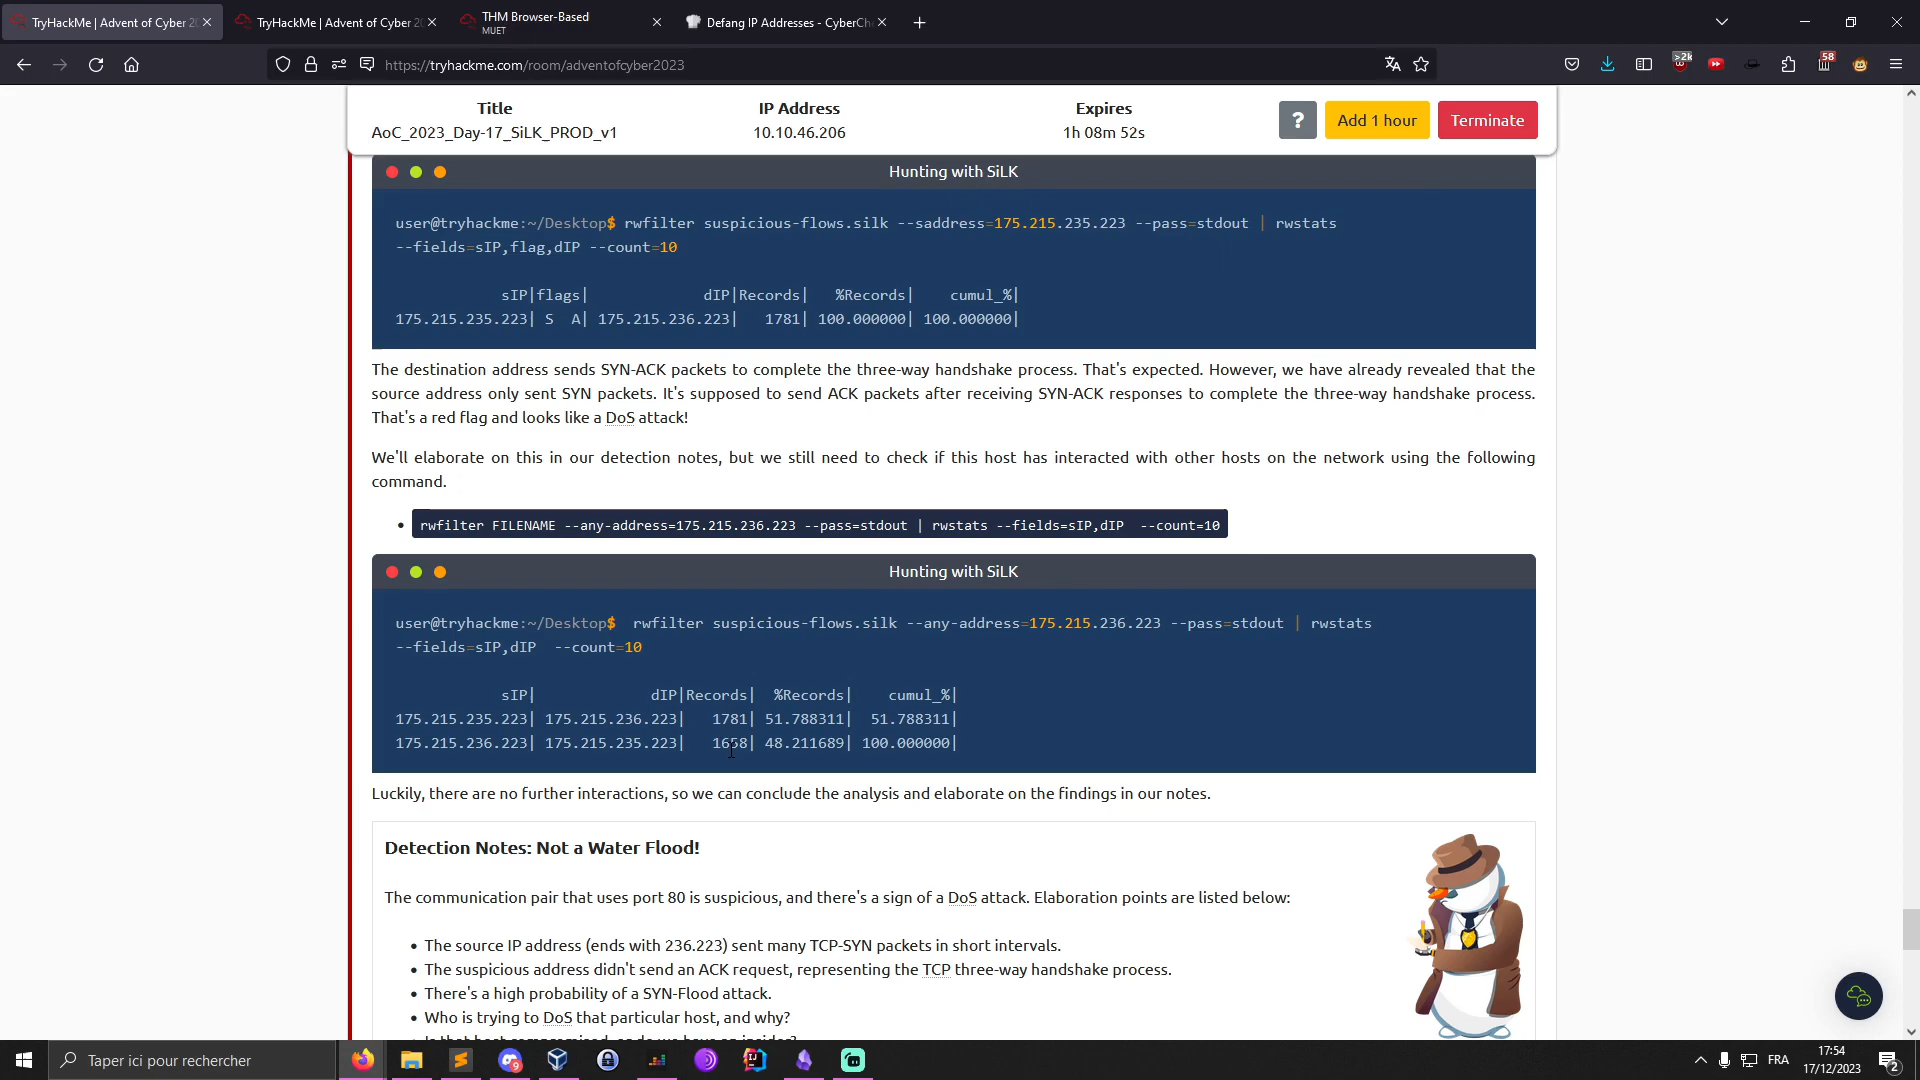 TryHackMe | Advent of Cyber 20
TryHackMe | Advent of Cyber 20
THM Browser-Based
MUET
Defang IP Addresses - CyberChe
https://tryhackme.com/room/adventofcyber2023
>2k
58
Title
IP Address
Expires
AoC_2023_Day-17_SiLK_PROD_v1
10.10.46.206
1h 08m 52s
?
Add 1 hour
Terminate
Hunting with SiLK
user@tryhackme:~/Desktop$ rwfilter suspicious-flows.silk --saddress=175.215.235.223 --pass=stdout | rwstats
--fields=sIP,flag,dIP --count=10
sIP|flags| dIP|Records| %Records| cumul_%|
175.215.235.223| S A| 175.215.236.223| 1781| 100.000000| 100.000000|
The destination address sends SYN-ACK packets to complete the three-way handshake process. That's expected. However, we have already revealed that the
source address only sent SYN packets. It's supposed to send ACK packets after receiving SYN-ACK responses to complete the three-way handshake process.
That's a red flag and looks like a DoS attack!
We'll elaborate on this in our detection notes, but we still need to check if this host has interacted with other hosts on the network using the following
command.
• rwfilter FILENAME --any-address=175.215.236.223 --pass=stdout | rwstats --fields=sIP,dIP --count=10
Hunting with SiLK
user@tryhackme:~/Desktop$ rwfilter suspicious-flows.silk --any-address=175.215.236.223 --pass=stdout | rwstats
--fields=sIP,dIP --count=10
sIP| dIP|Records| %Records| cumul_%|
175.215.235.223| 175.215.236.223| 1781| 51.788311| 51.788311|
175.215.236.223| 175.215.235.223| 1658| 48.211689| 100.000000|
Luckily, there are no further interactions, so we can conclude the analysis and elaborate on the findings in our notes.
Detection Notes: Not a Water Flood!
The communication pair that uses port 80 is suspicious, and there's a sign of a DoS attack. Elaboration points are listed below:
• The source IP address (ends with 236.223) sent many TCP-SYN packets in short intervals.
• The suspicious address didn't send an ACK request, representing the TCP three-way handshake process.
• There's a high probability of a SYN-Flood attack.
• Who is trying to DoS that particular host, and why?
Taper ici pour rechercher
9
FRA
17:54
17/12/2023
2